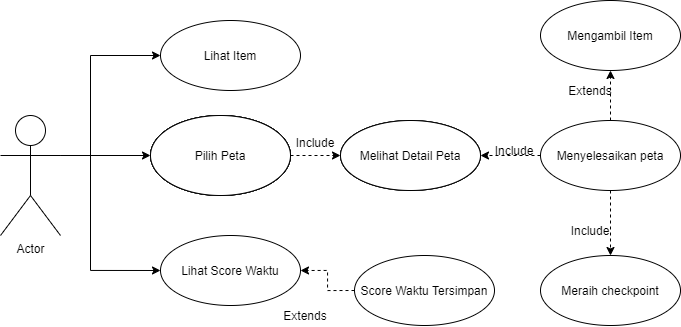 Lihat Item
Mengambil Item
Extends
Pilih Peta
Include
Melihat Detail Peta
Include
Menyelesaikan peta
Actor
Include
Lihat Score Waktu
Extends
Score Waktu Tersimpan
Meraih checkpoint